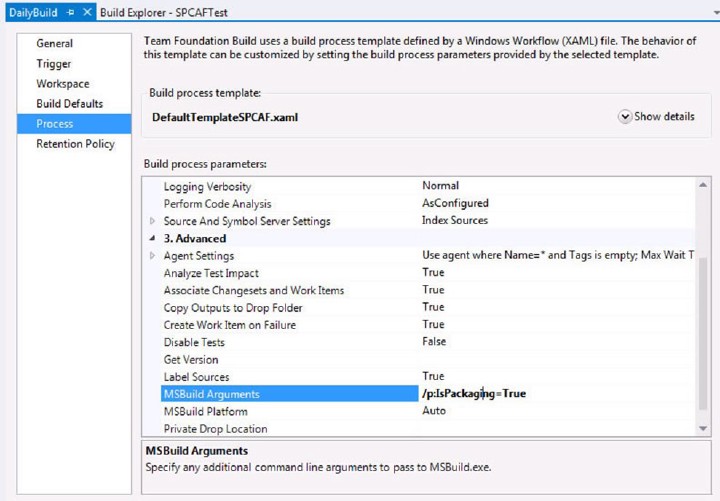 DailyBuild Build Explorer - SPCAFTest
General
Trigger
Workspace
Build Defaults
Process
Retention Policy
Team Foundation Build uses a build process template defined by a Windows Workflow (XAML) file. The behavior of
this template can be customized by setting the build process parameters provided by the selected template.
Build process template:
DefaultTemplateSPCAF.xaml Show details
Build process parameters:
Logging Verbosity Normal
Perform Code Analysis AsConfigured
Source And Symbol Server Settings Index Sources
3. Advanced
Agent Settings Use agent where Name=* and Tags is empty; Max Wait T
Analyze Test Impact True
Associate Changesets and Work Items True
Copy Outputs to Drop Folder True
Create Work Item on Failure True
Disable Tests False
Get Version
Label Sources True
MSBuild Arguments /p:IsPackaging=True
MSBuild Platform Auto
Private Drop Location
MSBuild Arguments
Specify any additional command line arguments to pass to MSBuild.exe.